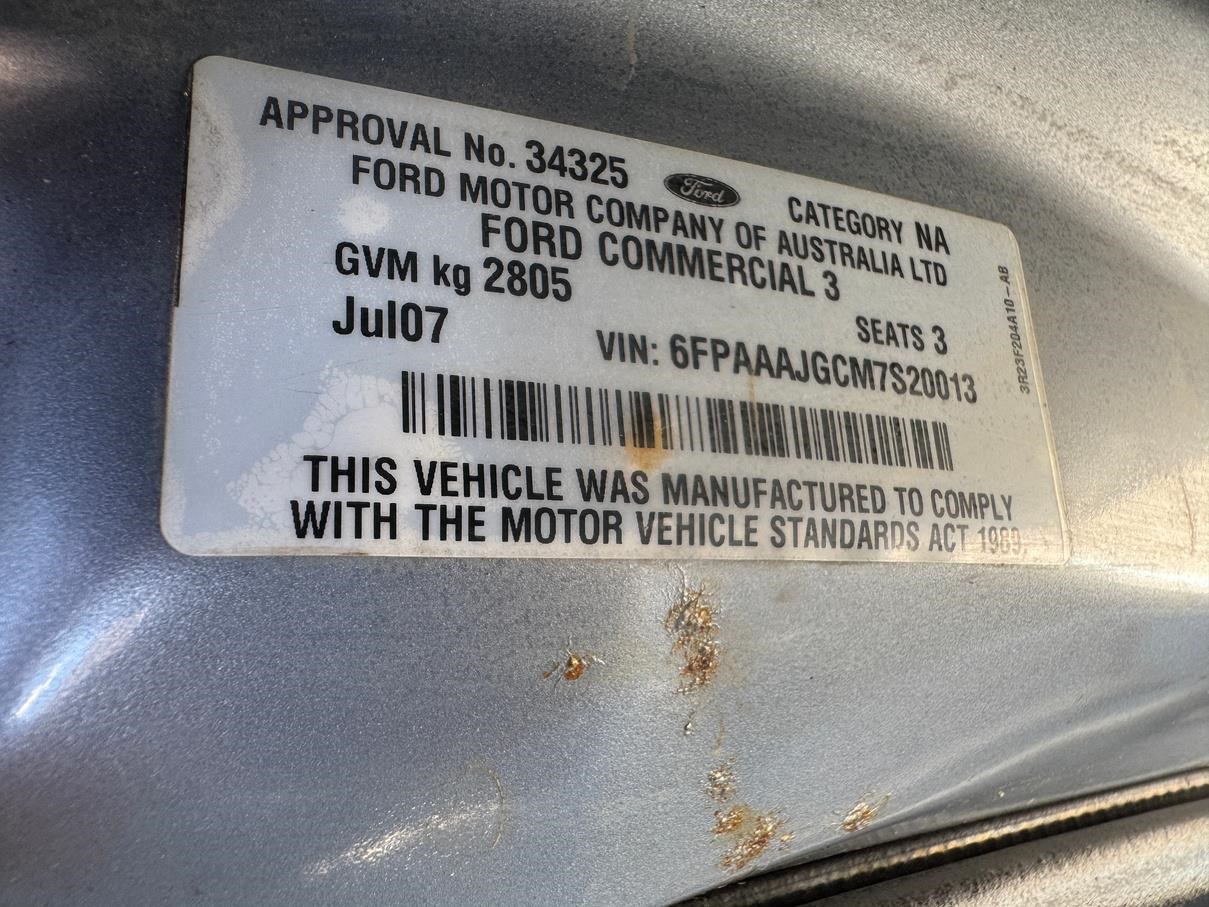 APPROVAL No. 34325 Ford CATEGORY NA
FORD MOTOR COMPANY OF AUSTRALIA LTD
FORD COMMERCIAL 3
GVM kg 2805
SEATS 3
Jul07
VIN: 6FPAAAJGCM7S20013
THIS VEHICLE WAS MANUFACTURED TO COMPLY
WITH THE MOTOR VEHICLE STANDARDS ACT 1989,
3R23F204A10-AB